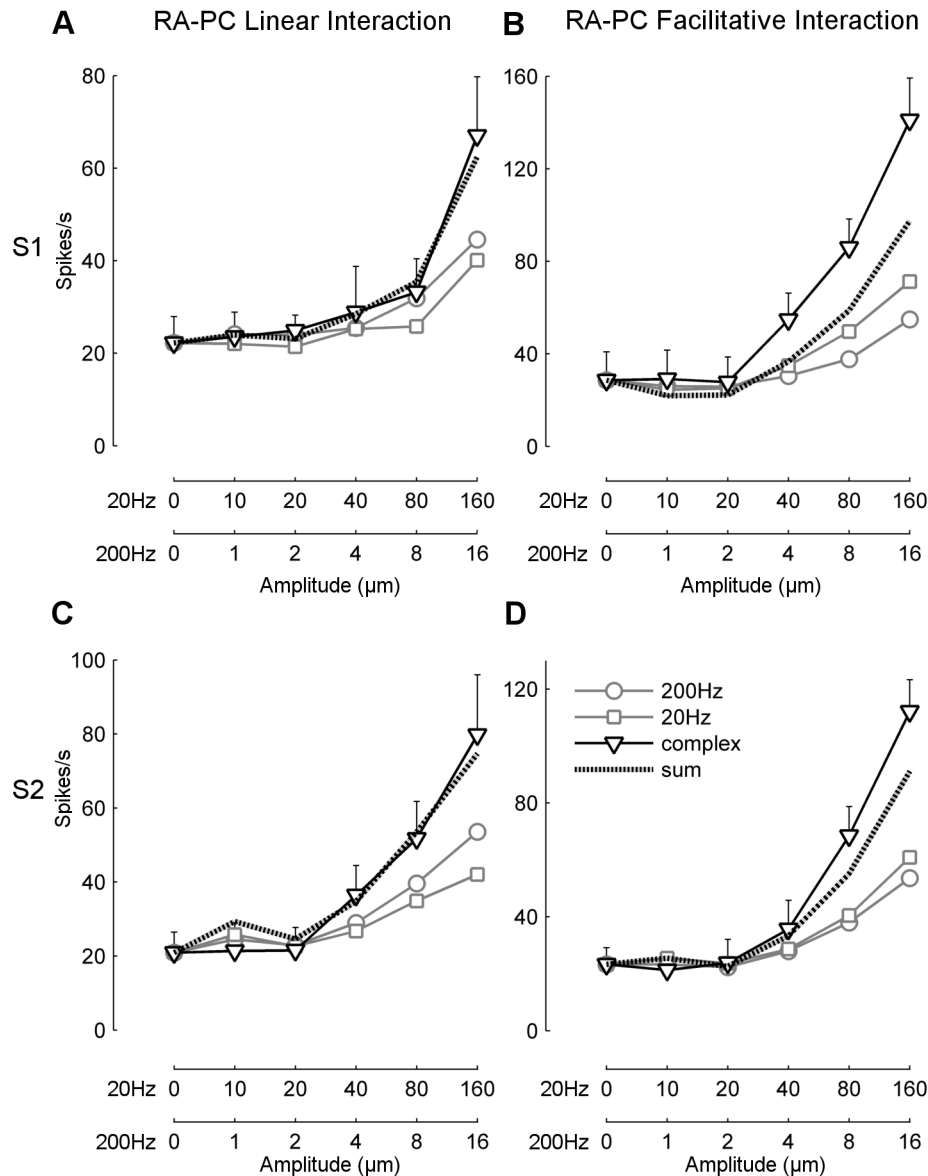 A RA-PC Linear Interaction
B RA-PC Facilitative Interaction
S1
Spikes/s
80
60
40
20
0
160
120
80
40
0
20Hz 0 10 20 40 80 160
200Hz 0 1 2 4 8 16
Amplitude (µm)
20Hz 0 10 20 40 80 160
200Hz 0 1 2 4 8 16
Amplitude (µm)
C
D
S2
Spikes/s
100
80
60
40
20
0
120
80
40
0
200Hz
20Hz
complex
sum
20Hz 0 10 20 40 80 160
200Hz 0 1 2 4 8 16
Amplitude (µm)
20Hz 0 10 20 40 80 160
200Hz 0 1 2 4 8 16
Amplitude (µm)